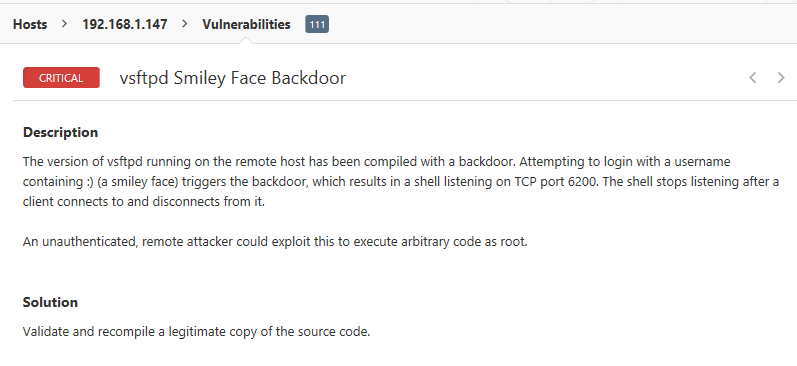 Hosts > 192.168.1.147 > Vulnerabilities 111
CRITICAL vsftpd Smiley Face Backdoor
Description
The version of vsftpd running on the remote host has been compiled with a backdoor. Attempting to login with a username
containing :) (a smiley face) triggers the backdoor, which results in a shell listening on TCP port 6200. The shell stops listening after a
client connects to and disconnects from it.
An unauthenticated, remote attacker could exploit this to execute arbitrary code as root.
Solution
Validate and recompile a legitimate copy of the source code.